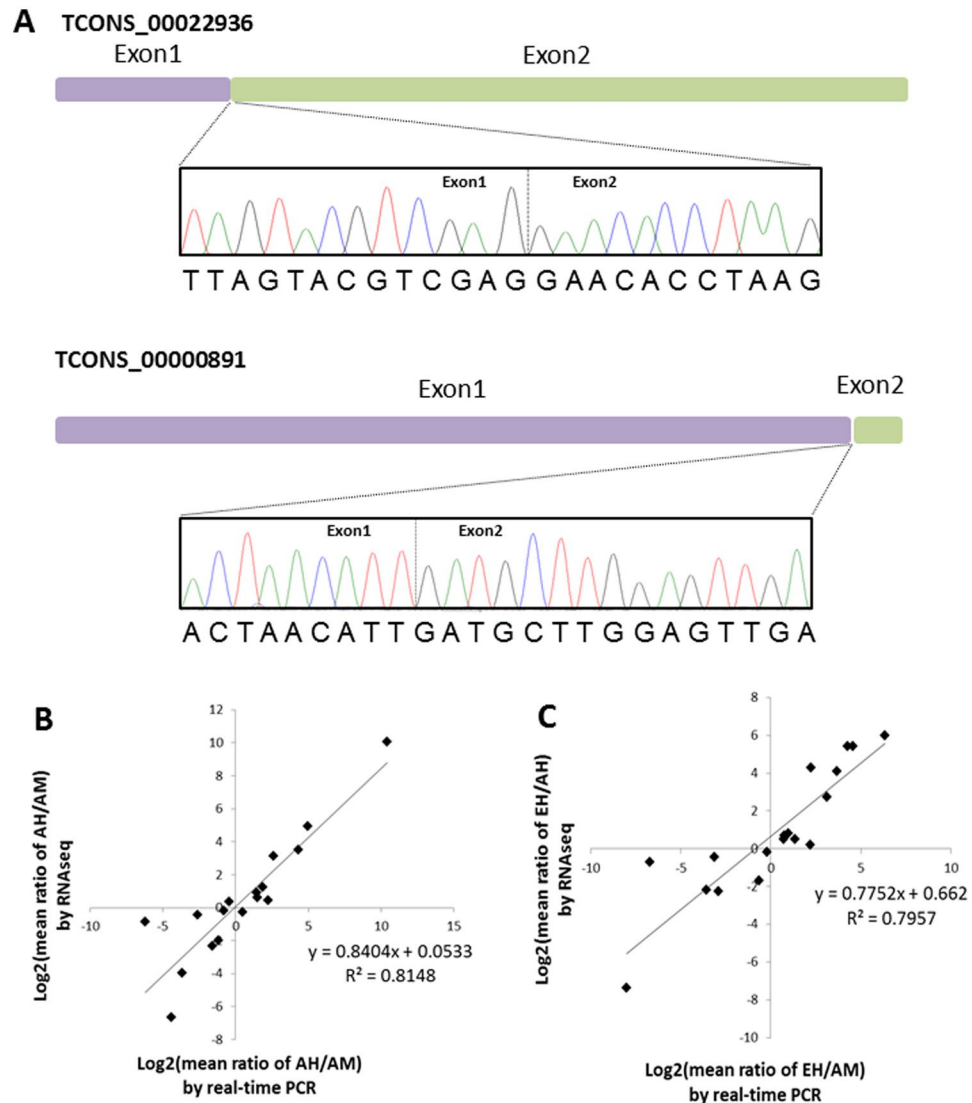 A
TCONS_00022936
Exon1
Exon2
Exon1
Exon2
TTAGTACGTCGAGGAACACCTAAG
TCONS_00000891
Exon1
Exon2
Exon1
Exon2
ACTAACATTGATGCTTGGAGTTGA
B
Log2(mean ratio of AH/AM)
by RNAseq
12
10
8
6
4
2
0
-2
-4
-6
-8
-10
-5
0
5
10
15
y = 0.8404x + 0.0533
R² = 0.8148
Log2(mean ratio of AH/AM)
by real-time PCR
C
Log2(mean ratio of EH/AH)
by RNAseq
8
6
4
2
0
-2
-4
-6
-8
-10
-10
-5
0
5
10
y = 0.7752x + 0.662
R² = 0.7957
Log2(mean ratio of EH/AM)
by real-time PCR